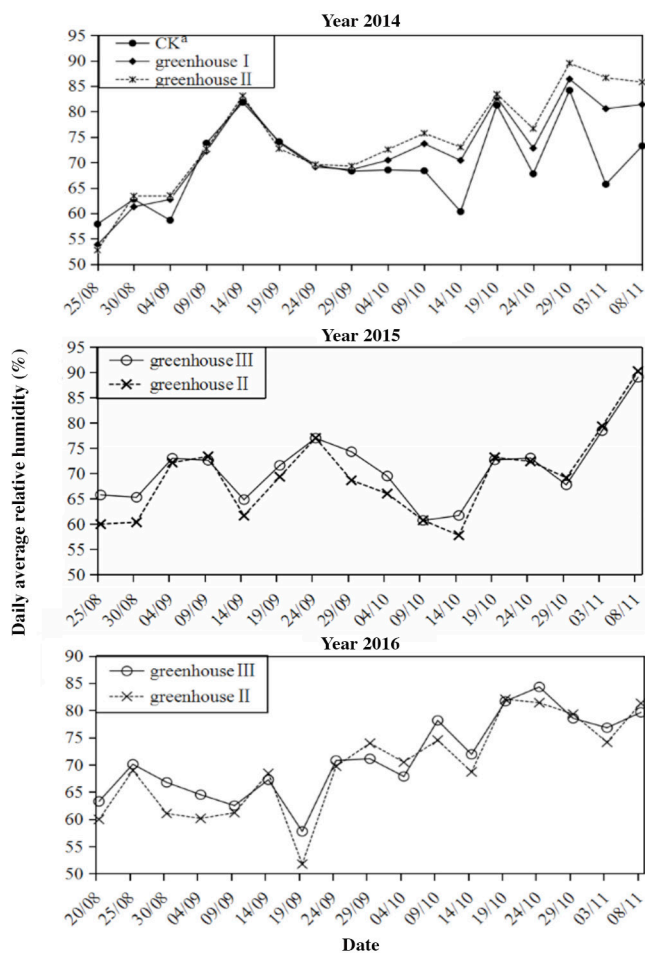 Year 2014
CKa
greenhouse I
greenhouse II
95
90
85
80
75
70
65
60
55
50
25/08 30/08 04/09 09/09 14/09 19/09 24/09 29/09 04/10 09/10 14/10 19/10 24/10 29/10 03/11 08/11
Year 2015
greenhouse III
greenhouse II
95
90
85
80
75
70
65
60
55
50
25/08 30/08 04/09 09/09 14/09 19/09 24/09 29/09 04/10 09/10 14/10 19/10 24/10 29/10 03/11 08/11
Daily average relative humidity (%)
Year 2016
greenhouse III
greenhouse II
90
85
80
75
70
65
60
55
50
20/08 25/08 30/08 04/09 09/09 14/09 19/09 24/09 29/09 04/10 09/10 14/10 19/10 24/10 29/10 03/11 08/11
Date